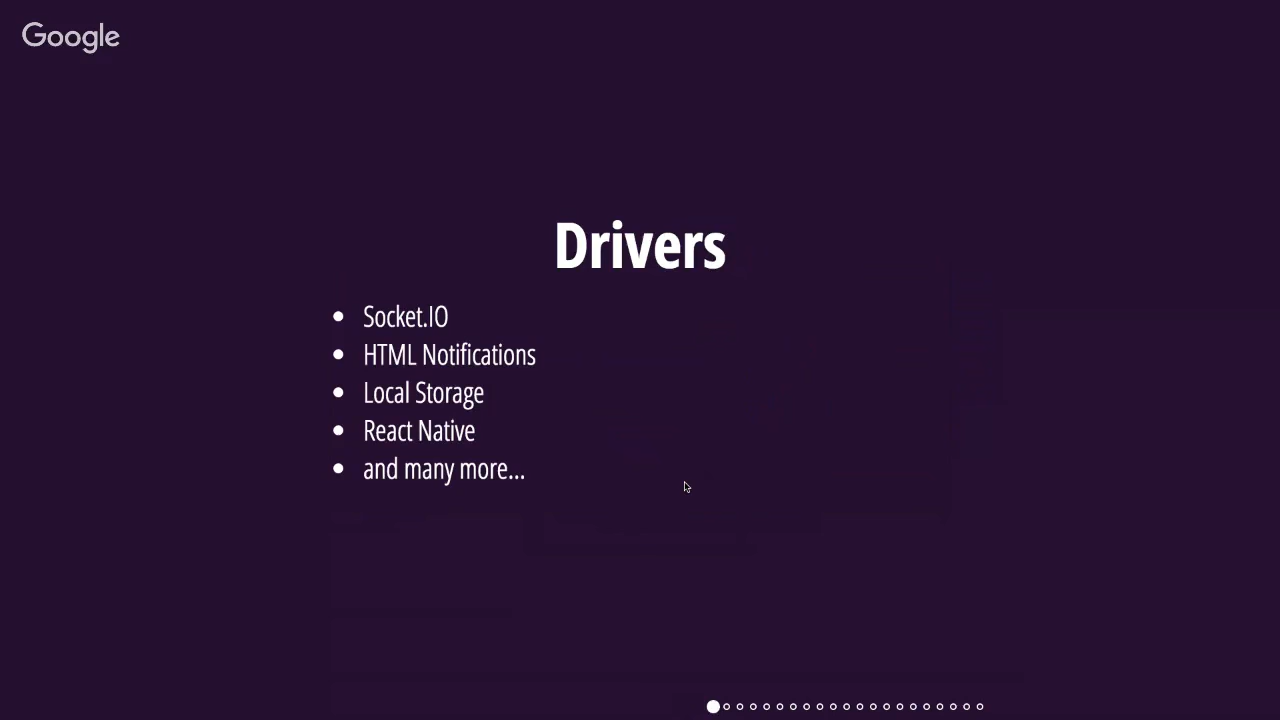 Google
Drivers
Socket.IO
HTML Notifications
Local Storage
React Native
and many more...